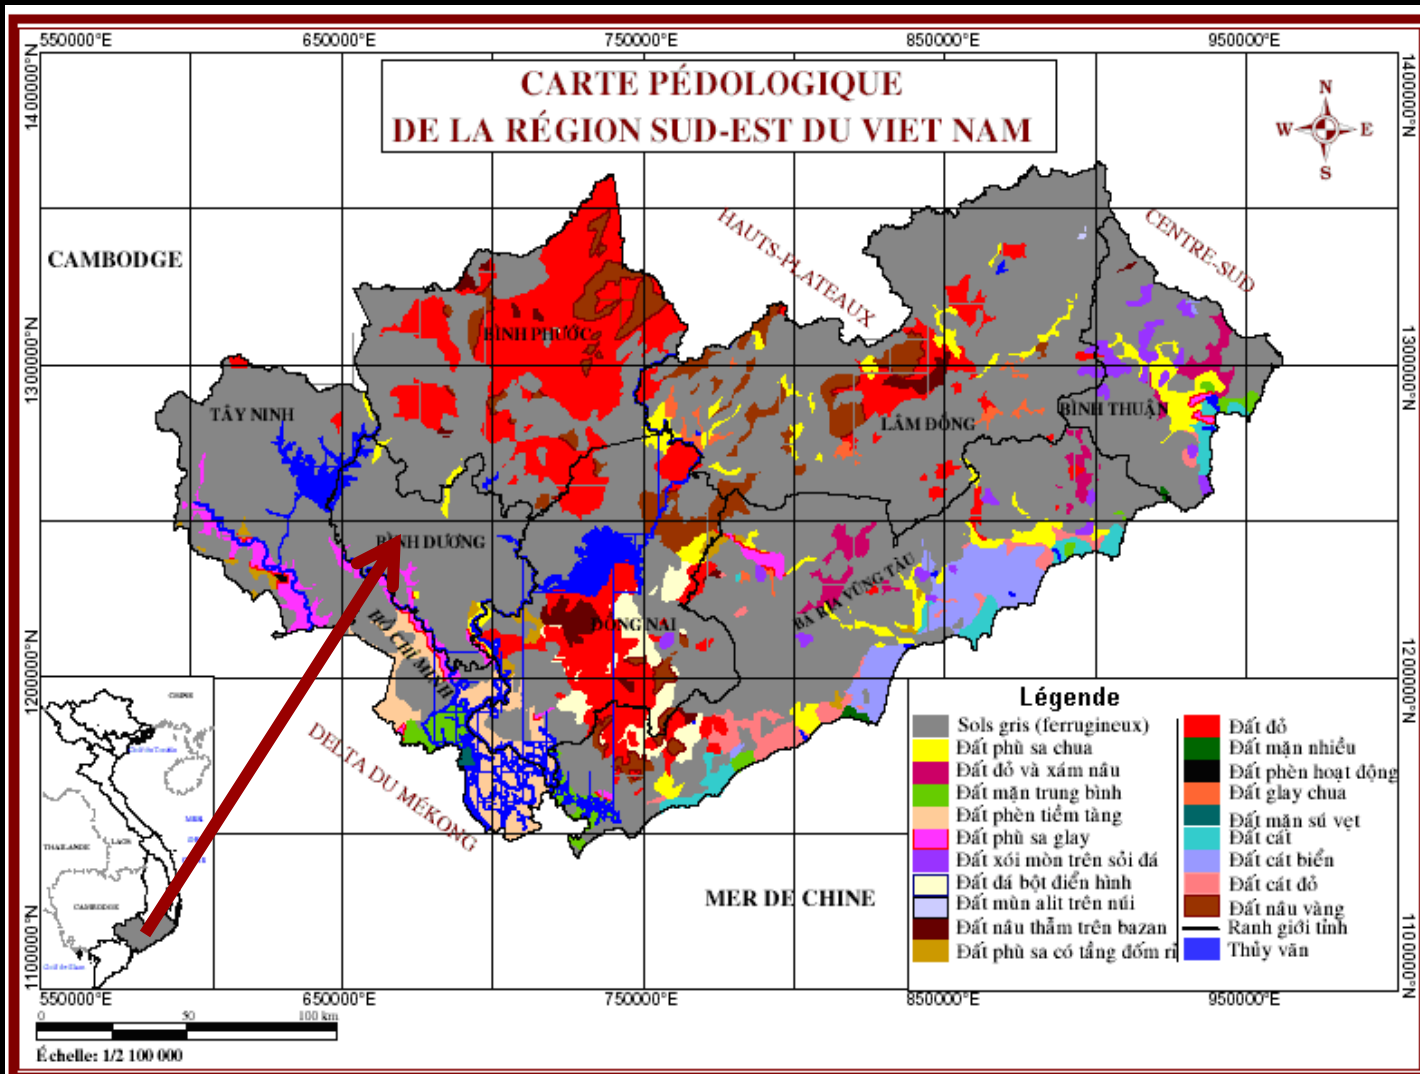 550000°E 650000°E 750000°E 850000°E 950000°E
1400000°N
1400000°N
CARTE PÉDOLOGIQUE
DE LA RÉGION SUD-EST DU VIET NAM
N
W E
S
HAUTS-PLATEAUX
CENTRE-SUD
CAMBODGE
BÌNH PHƯỚC
1300000°N
1300000°N
TÂY NINH
LÂM ĐỒNG
BÌNH THUẬN
BÌNH DƯƠNG
BÀ RỊA VŨNG TÀU
ĐỒNG NAI
HỒ CHÍ MINH
1200000°N
1200000°N
DELTA DU MÉKONG
MER DE CHINE
CHINE
LAOS
THAILANDE
CAMBODGE
MER
DE
Légende
Sols gris (ferrugineux)
Đất phù sa chua
Đất đỏ và xám nâu
Đất mặn trung bình
Đất phèn tiềm tàng
Đất phù sa glay
Đất xói mòn trên sỏi đá
Đất đá bột điển hình
Đất mùn alit trên núi
Đất nâu thẫm trên bazan
Đất phù sa có tầng đốm rỉ
Đất đỏ
Đất mặn nhiều
Đất phèn hoạt động
Đất glay chua
Đất mặn sú vẹt
Đất cát
Đất cát biển
Đất cát đỏ
Đất nâu vàng
Ranh giới tỉnh
Thủy văn
1100000°N
1100000°N
550000°E 650000°E 750000°E 850000°E 950000°E
0 50 100 km
Échelle: 1/2 100 000